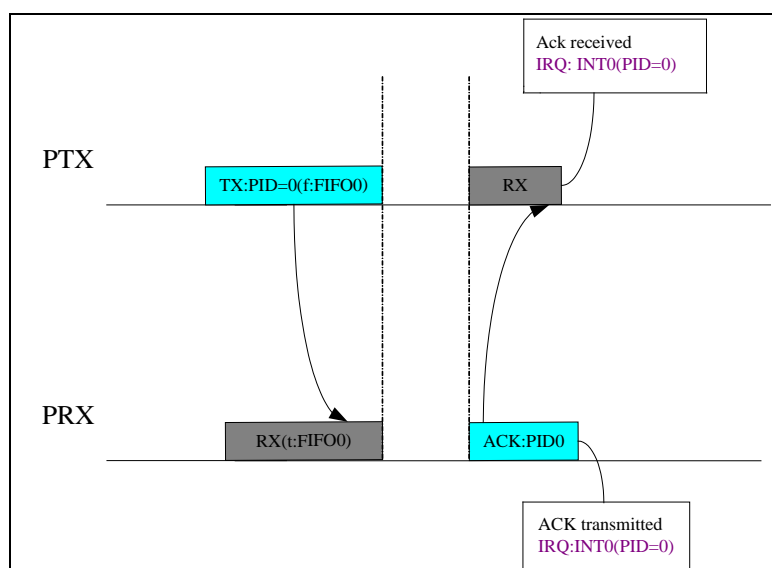 Ack received
IRQ: INT0(PID=0)
PTX
TX:PID=0(f:FIFO0)
RX
PRX
RX(t:FIFO0)
ACK:PID0
ACK transmitted
IRQ:INT0(PID=0)